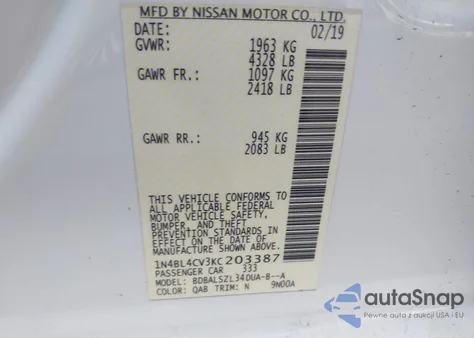 MFD BY NISSAN MOTOR CO., LTD.
DATE: 02/19
GVWR: 1963 KG
4328 LB
GAWR FR.: 1097 KG
2418 LB
GAWR RR.: 945 KG
2083 LB
THIS VEHICLE CONFORMS TO
ALL APPLICABLE FEDERAL
MOTOR VEHICLE SAFETY,
BUMPER, AND THEFT
PREVENTION STANDARDS IN
EFFECT ON THE DATE OF
MANUFACTURE SHOWN ABOVE.
1N4BL4CV3KC203387
PASSENGER CAR 333
BDBALSZL34DUA-B--A
COLOR: QAB TRIM: N 9N00A
autoSnap
Pewne auto z aukcji USA i EU